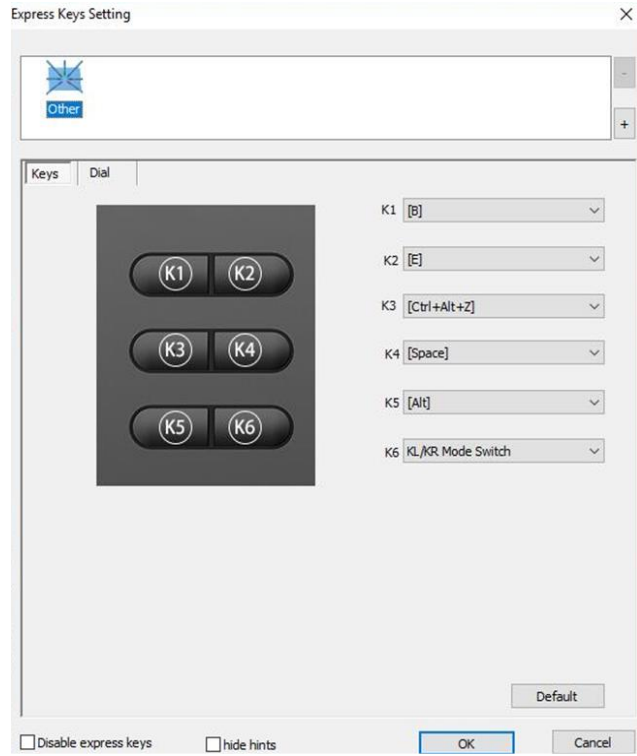 Express Keys Setting
Other
-
+
Keys Dial
K1 [B]
K2 [E]
K3 [Ctrl+Alt+Z]
K4 [Space]
K5 [Alt]
K6 KL/KR Mode Switch
K1 K2
K3 K4
K5 K6
Default
Disable express keys hide hints OK Cancel